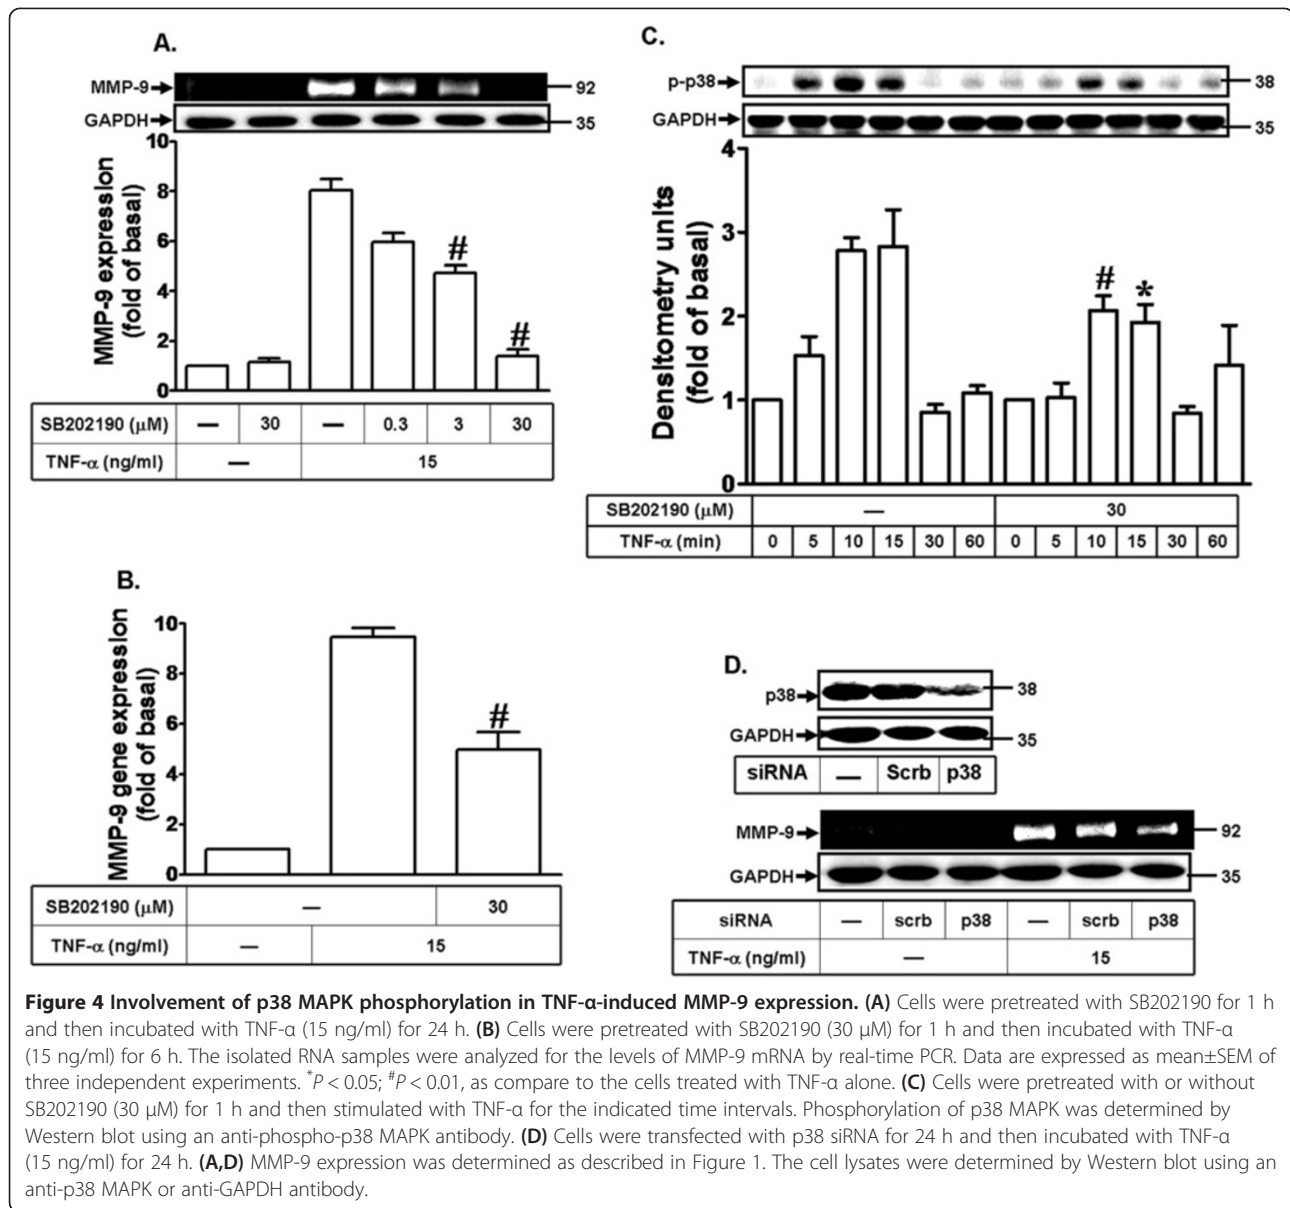 A.
MMP-9
92
GAPDH
35
MMP-9 expression
(fold of basal)
10
8
6
4
2
0
#
#
SB202190 (μM) — 30 — 0.3 3 30
TNF-α (ng/ml) — 15
C.
p-p38
38
GAPDH
35
Densitometry units
(fold of basal)
4
3
2
1
0
#
*
SB202190 (μM) — 30
TNF-α (min) 0 5 10 15 30 60 0 5 10 15 30 60
B.
MMP-9 gene expression
(fold of basal)
10
8
6
4
2
0
#
SB202190 (μM) — 30
TNF-α (ng/ml) — 15
D.
p38
38
GAPDH
35
siRNA — Scrb p38
MMP-9
92
GAPDH
35
siRNA — scrb p38 — scrb p38
TNF-α (ng/ml) — 15
Figure 4 Involvement of p38 MAPK phosphorylation in TNF-α-induced MMP-9 expression. (A) Cells were pretreated with SB202190 for 1 h
and then incubated with TNF-α (15 ng/ml) for 24 h. (B) Cells were pretreated with SB202190 (30 μM) for 1 h and then incubated with TNF-α
(15 ng/ml) for 6 h. The isolated RNA samples were analyzed for the levels of MMP-9 mRNA by real-time PCR. Data are expressed as mean±SEM of
three independent experiments. *P < 0.05; #P < 0.01, as compare to the cells treated with TNF-α alone. (C) Cells were pretreated with or without
SB202190 (30 μM) for 1 h and then stimulated with TNF-α for the indicated time intervals. Phosphorylation of p38 MAPK was determined by
Western blot using an anti-phospho-p38 MAPK antibody. (D) Cells were transfected with p38 siRNA for 24 h and then incubated with TNF-α
(15 ng/ml) for 24 h. (A,D) MMP-9 expression was determined as described in Figure 1. The cell lysates were determined by Western blot using an
anti-p38 MAPK or anti-GAPDH antibody.